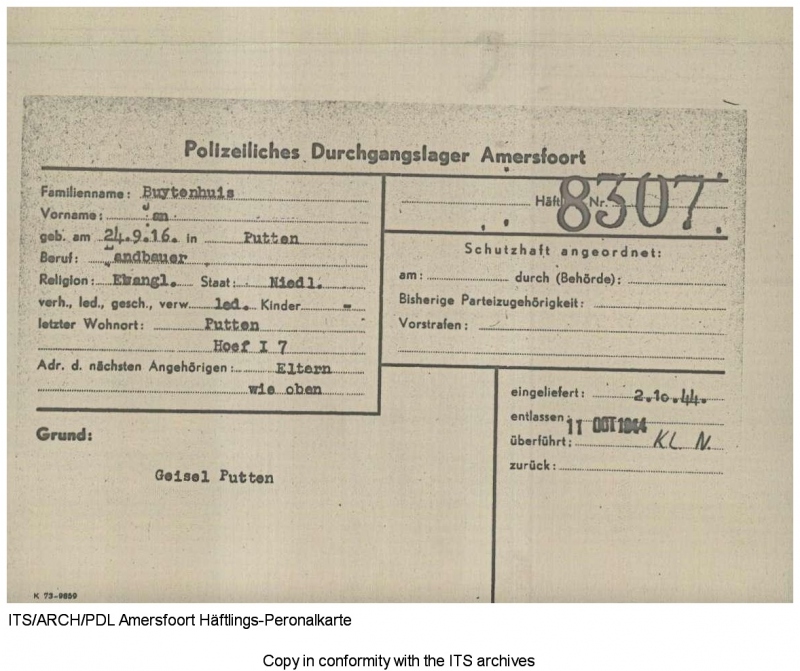 Polizeiliches Durchgangslager Amersfoort
Familienname: Buytenhuis
Vorname: Jan
geb. am 24.9.16. in Putten
Beruf: Landbauer
Religion: Evangl. Staat: Niedl.
verh., led., gesch., verw. led. Kinder -
letzter Wohnort: Putten
Hoef I 7
Adr. d. nächsten Angehörigen: Eltern
wie oben
Häftl. Nr. 8307.
Schutzhaft angeordnet:
am: durch (Behörde):
Bisherige Parteizugehörigkeit:
Vorstrafen:
eingeliefert: 2.10.44.
entlassen: 11 OCT 1944
überführt: KL N.
zurück:
Grund:
Geisel Putten
K 73-9859
ITS/ARCH/PDL Amersfoort Häftlings-Peronalkarte
Copy in conformity with the ITS archives